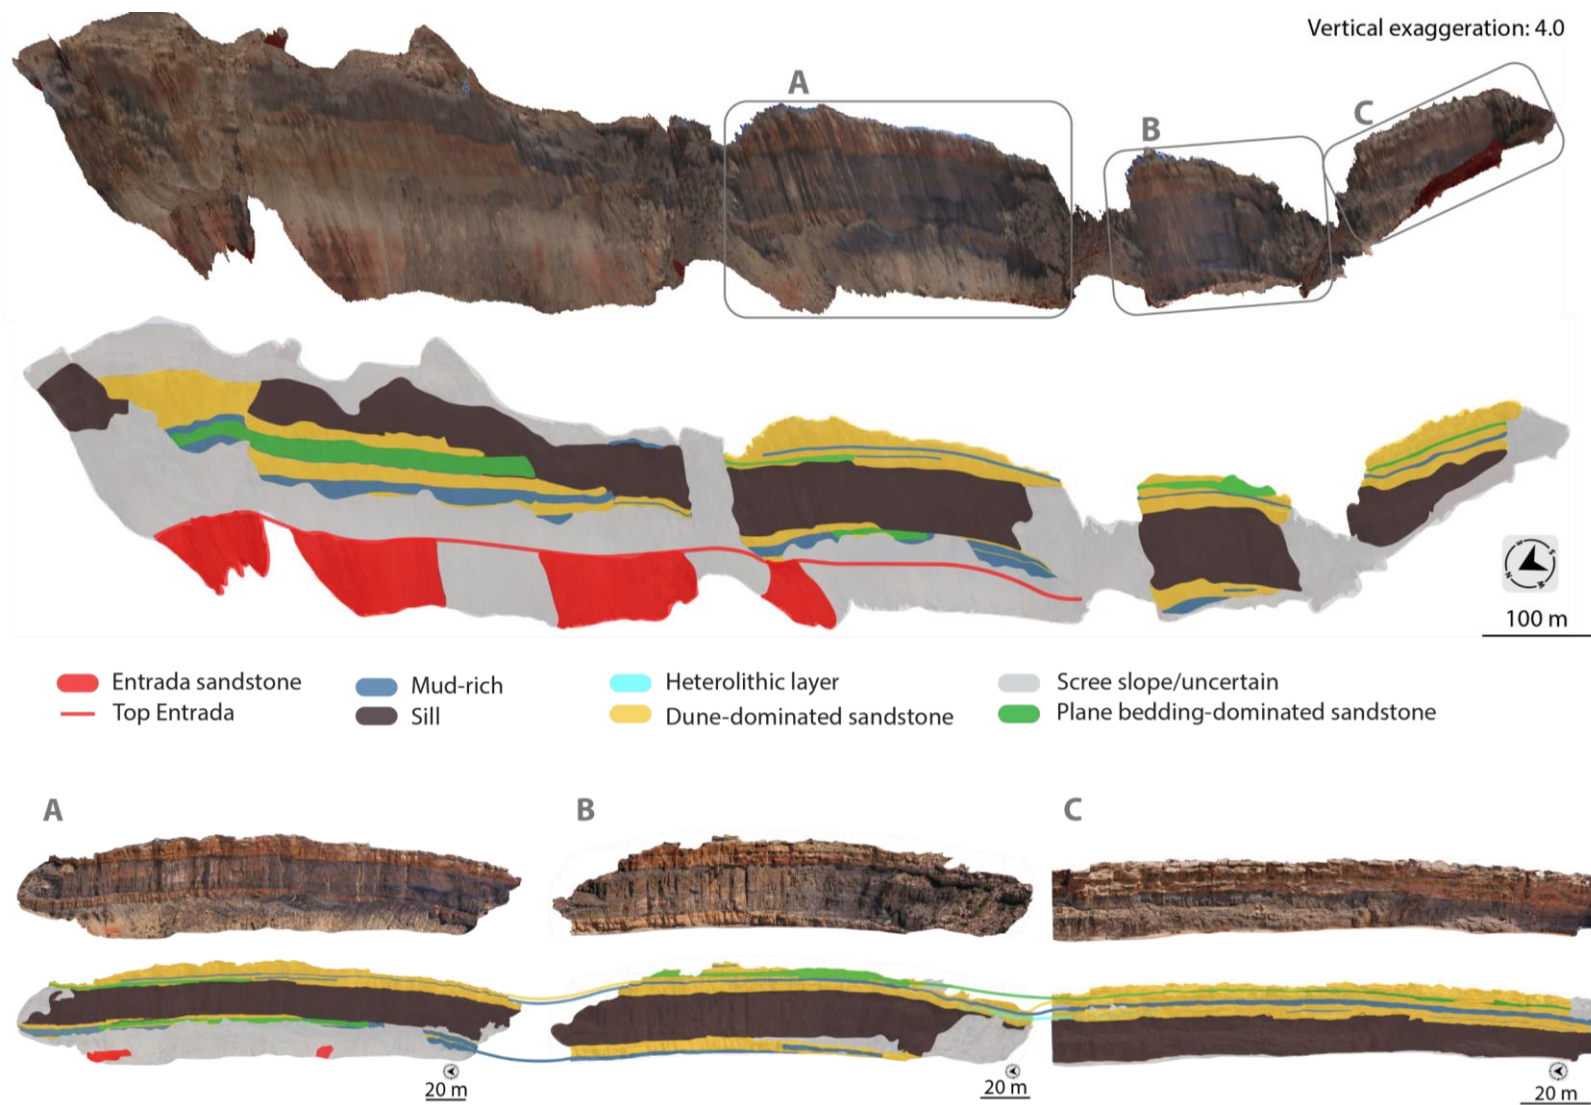 Vertical exaggeration: 4.0
A
B
C
100 m
Entrada sandstone
Top Entrada
Mud-rich
Sill
Heterolithic layer
Dune-dominated sandstone
Scree slope/uncertain
Plane bedding-dominated sandstone
A
B
C
20 m
20 m
20 m